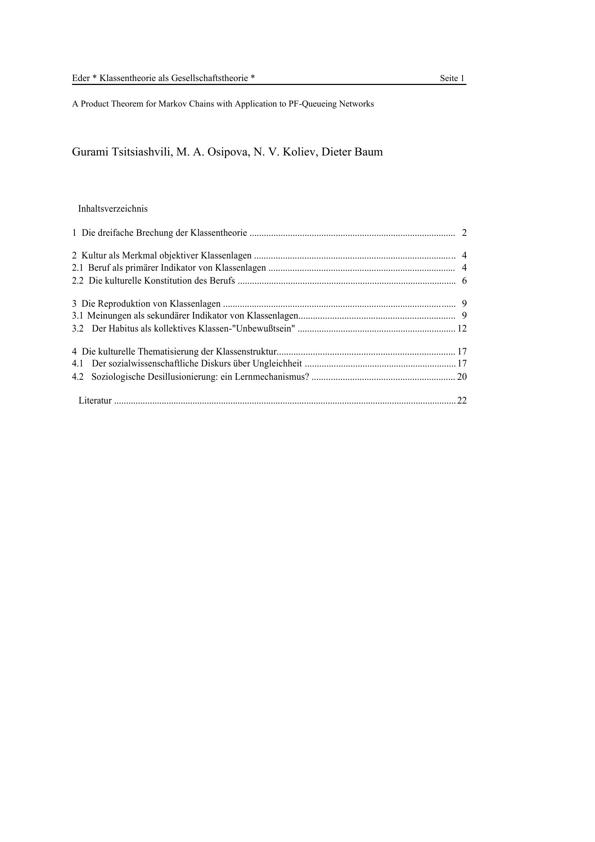 Eder * Klassentheorie als Gesellschaftstheorie * Seite 1
A Product Theorem for Markov Chains with Application to PF-Queueing Networks
Gurami Tsitsiashvili, M. A. Osipova, N. V. Koliev, Dieter Baum
Inhaltsverzeichnis
1 Die dreifache Brechung der Klassentheorie ........ 2
2 Kultur als Merkmal objektiver Klassenlagen ........ 4
2.1 Beruf als primärer Indikator von Klassenlagen ........ 4
2.2 Die kulturelle Konstitution des Berufs ........ 6
3 Die Reproduktion von Klassenlagen ........ 9
3.1 Meinungen als sekundärer Indikator von Klassenlagen........ 9
3.2 Der Habitus als kollektives Klassen-"Unbewußtsein" ........ 12
4 Die kulturelle Thematisierung der Klassenstruktur........ 17
4.1 Der sozialwissenschaftliche Diskurs über Ungleichheit ........ 17
4.2 Soziologische Desillusionierung: ein Lernmechanismus? ........ 20
Literatur ........ 22